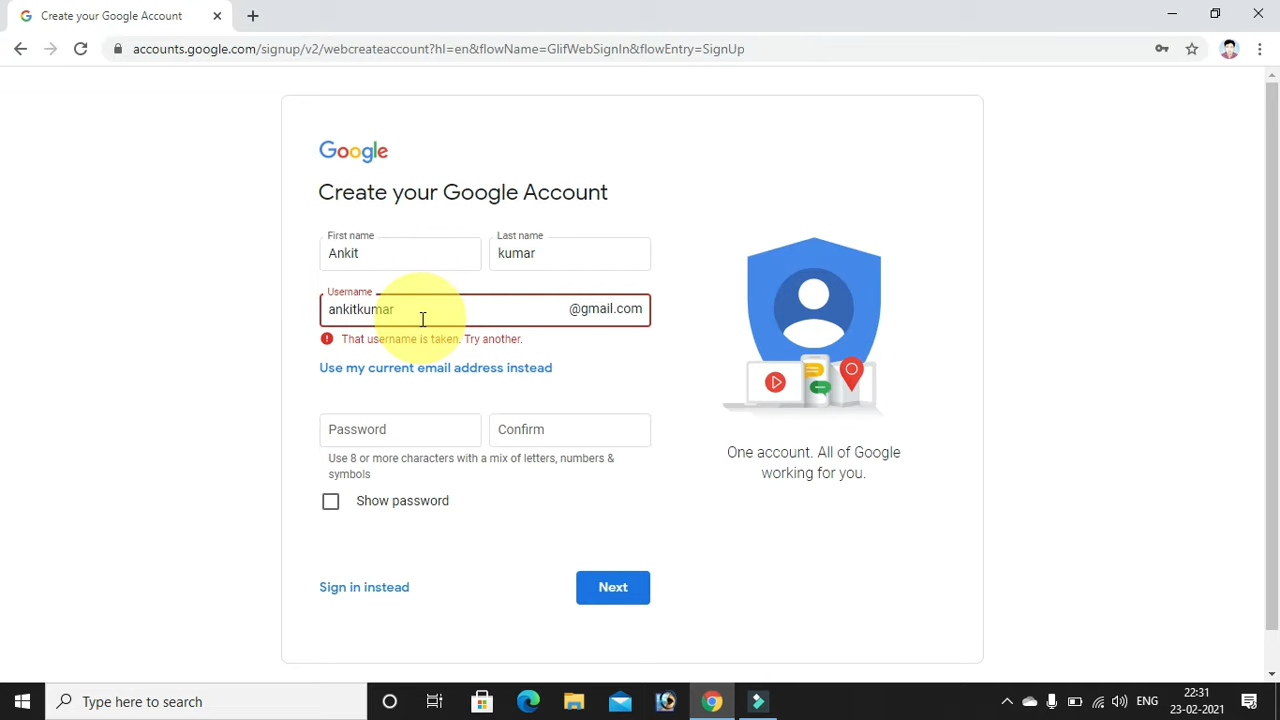 Create your Google Account
accounts.google.com/signup/v2/webcreateaccount?hl=en&flowName=GlifWebSignIn&flowEntry=SignUp
Google
Create your Google Account
First name
Ankit
Last name
kumar
Username
ankitkumar
@gmail.com
That username is taken. Try another.
Use my current email address instead
Password
Confirm
Use 8 or more characters with a mix of letters, numbers &
symbols
Show password
Sign in instead
Next
One account. All of Google
working for you.
Type here to search
ENG
22:31
23-02-2021